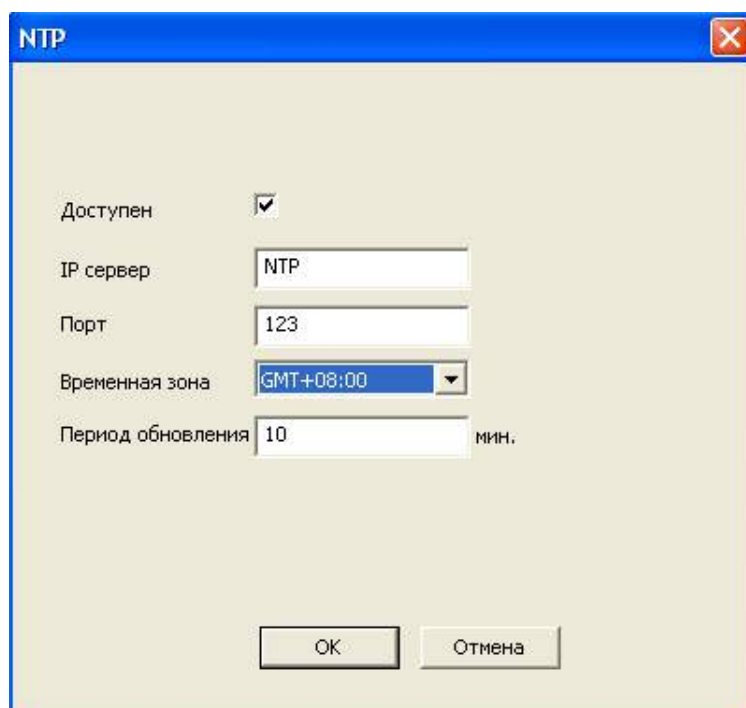 NTP
Доступен
IP сервер NTP
Порт 123
Временная зона GMT+08:00
Период обновления 10 мин.
OK Отмена